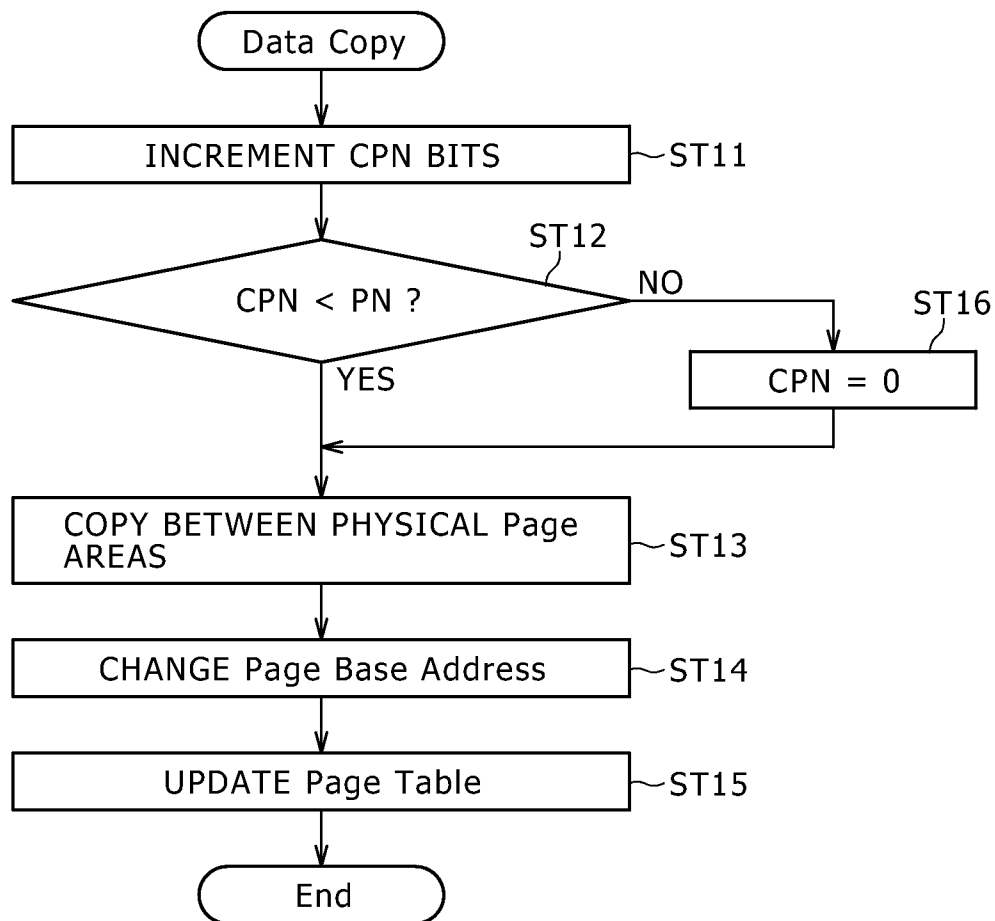 Data Copy
INCREMENT CPN BITS
ST11
ST12
CPN < PN ?
NO
ST16
YES
CPN = 0
COPY BETWEEN PHYSICAL Page
AREAS
ST13
CHANGE Page Base Address
ST14
UPDATE Page Table
ST15
End